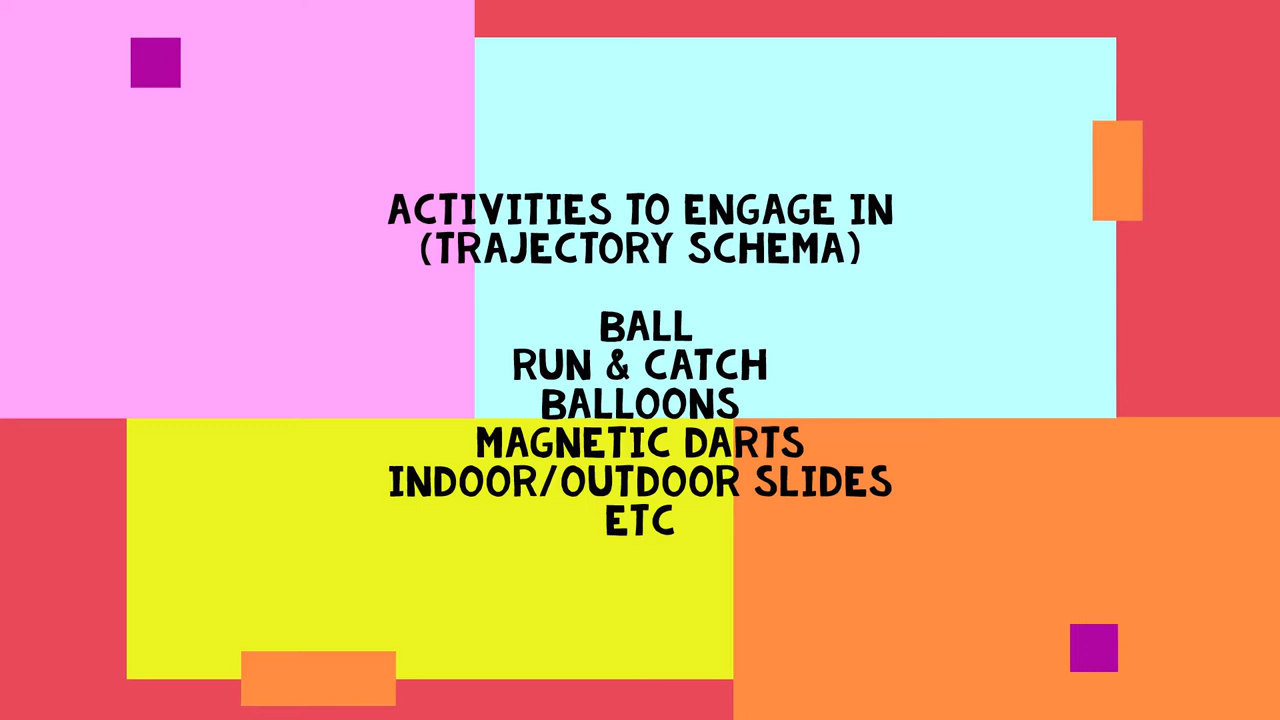 ACTIVITIES TO ENGAGE IN
(TRAJECTORY SCHEMA)
BALL
RUN & CATCH
BALLOONS
MAGNETIC DARTS
INDOOR/OUTDOOR SLIDES
ETC